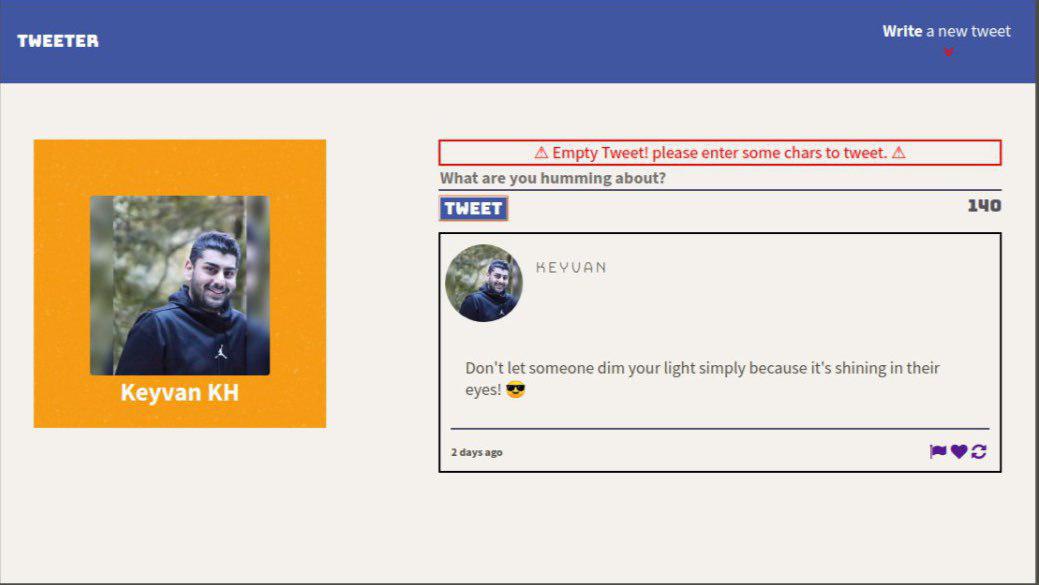 TWEETER
Write a new tweet
Keyvan KH
⚠ Empty Tweet! please enter some chars to tweet. ⚠
What are you humming about?
TWEET
140
KEYVAN
Don't let someone dim your light simply because it's shining in their
eyes! 😎
2 days ago